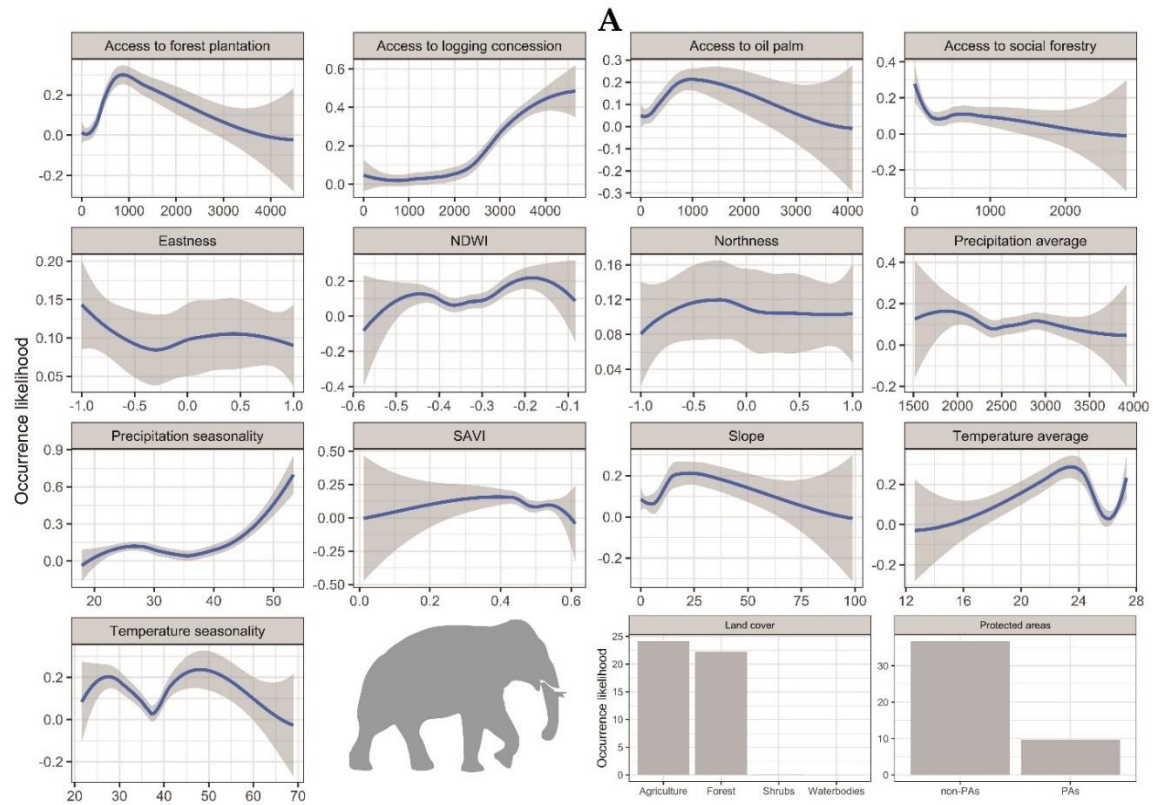 A
Access to forest plantation
0.2
0.0
-0.2
0 1000 2000 3000 4000
Access to logging concession
0.6
0.4
0.2
0.0
0 1000 2000 3000 4000
Access to oil palm
0.3
0.2
0.1
0.0
-0.1
-0.2
-0.3
0 1000 2000 3000 4000
Access to social forestry
0.4
0.2
0.0
-0.2
0 1000 2000
Occurrence likelihood
Eastness
0.20
0.15
0.10
0.05
-1.0 -0.5 0.0 0.5 1.0
NDWI
0.2
0.0
-0.2
-0.4
-0.6 -0.5 -0.4 -0.3 -0.2 -0.1
Northness
0.16
0.12
0.08
0.04
-1.0 -0.5 0.0 0.5 1.0
Precipitation average
0.4
0.2
0.0
-0.2
1500 2000 2500 3000 3500 4000
Precipitation seasonality
0.9
0.6
0.3
0.0
20 30 40 50
SAVI
0.50
0.25
0.00
-0.25
-0.50
0.0 0.2 0.4 0.6
Slope
0.4
0.2
0.0
-0.2
0 25 50 75 100
Temperature average
0.2
0.0
-0.2
12 16 20 24 28
Temperature seasonality
0.2
0.0
-0.2
20 30 40 50 60 70
Land cover
Occurrence likelihood
25
20
15
10
5
0
Agriculture Forest Shrubs Waterbodies
Protected areas
30
20
10
0
non-PAs PAs